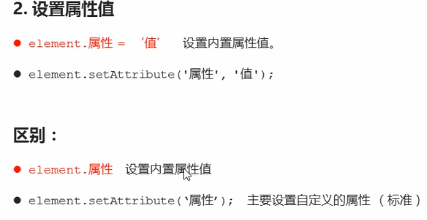 2. 设置属性值
● element.属性 = ‘值’ 设置内置属性值。
● element.setAttribute('属性', '值');
区别：
● element.属性 设置内置属性值
● element.setAttribute(‘属性’); 主要设置自定义的属性（标准）